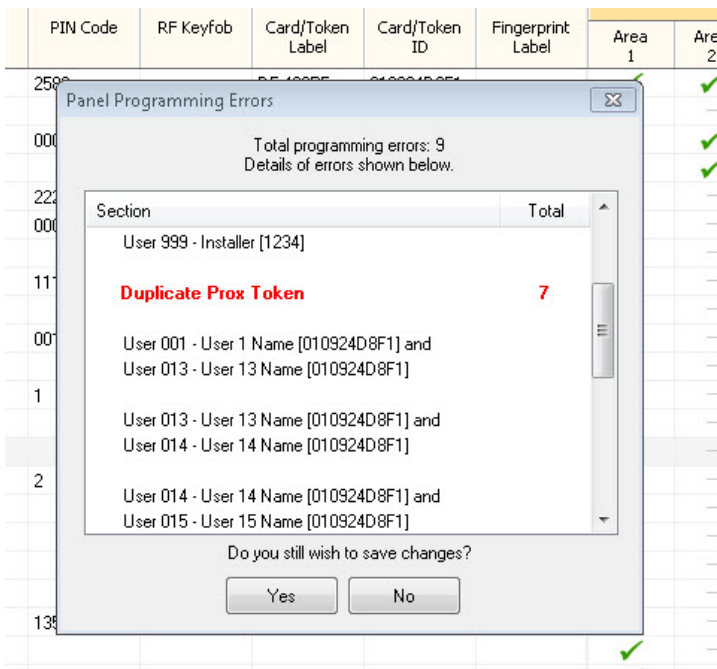 PIN Code RF Keyfob Card/Token Label Card/Token ID Fingerprint Label Area 1
Panel Programming Errors
Total programming errors: 9
Details of errors shown below.
Section Total
User 999 - Installer [1234]
Duplicate Prox Token 7
User 001 - User 1 Name [010924D8F1] and
User 013 - User 13 Name [010924D8F1]
User 013 - User 13 Name [010924D8F1] and
User 014 - User 14 Name [010924D8F1]
User 014 - User 14 Name [010924D8F1] and
User 015 - User 15 Name [010924D8F1]
1
2
Do you still wish to save changes?
Yes No